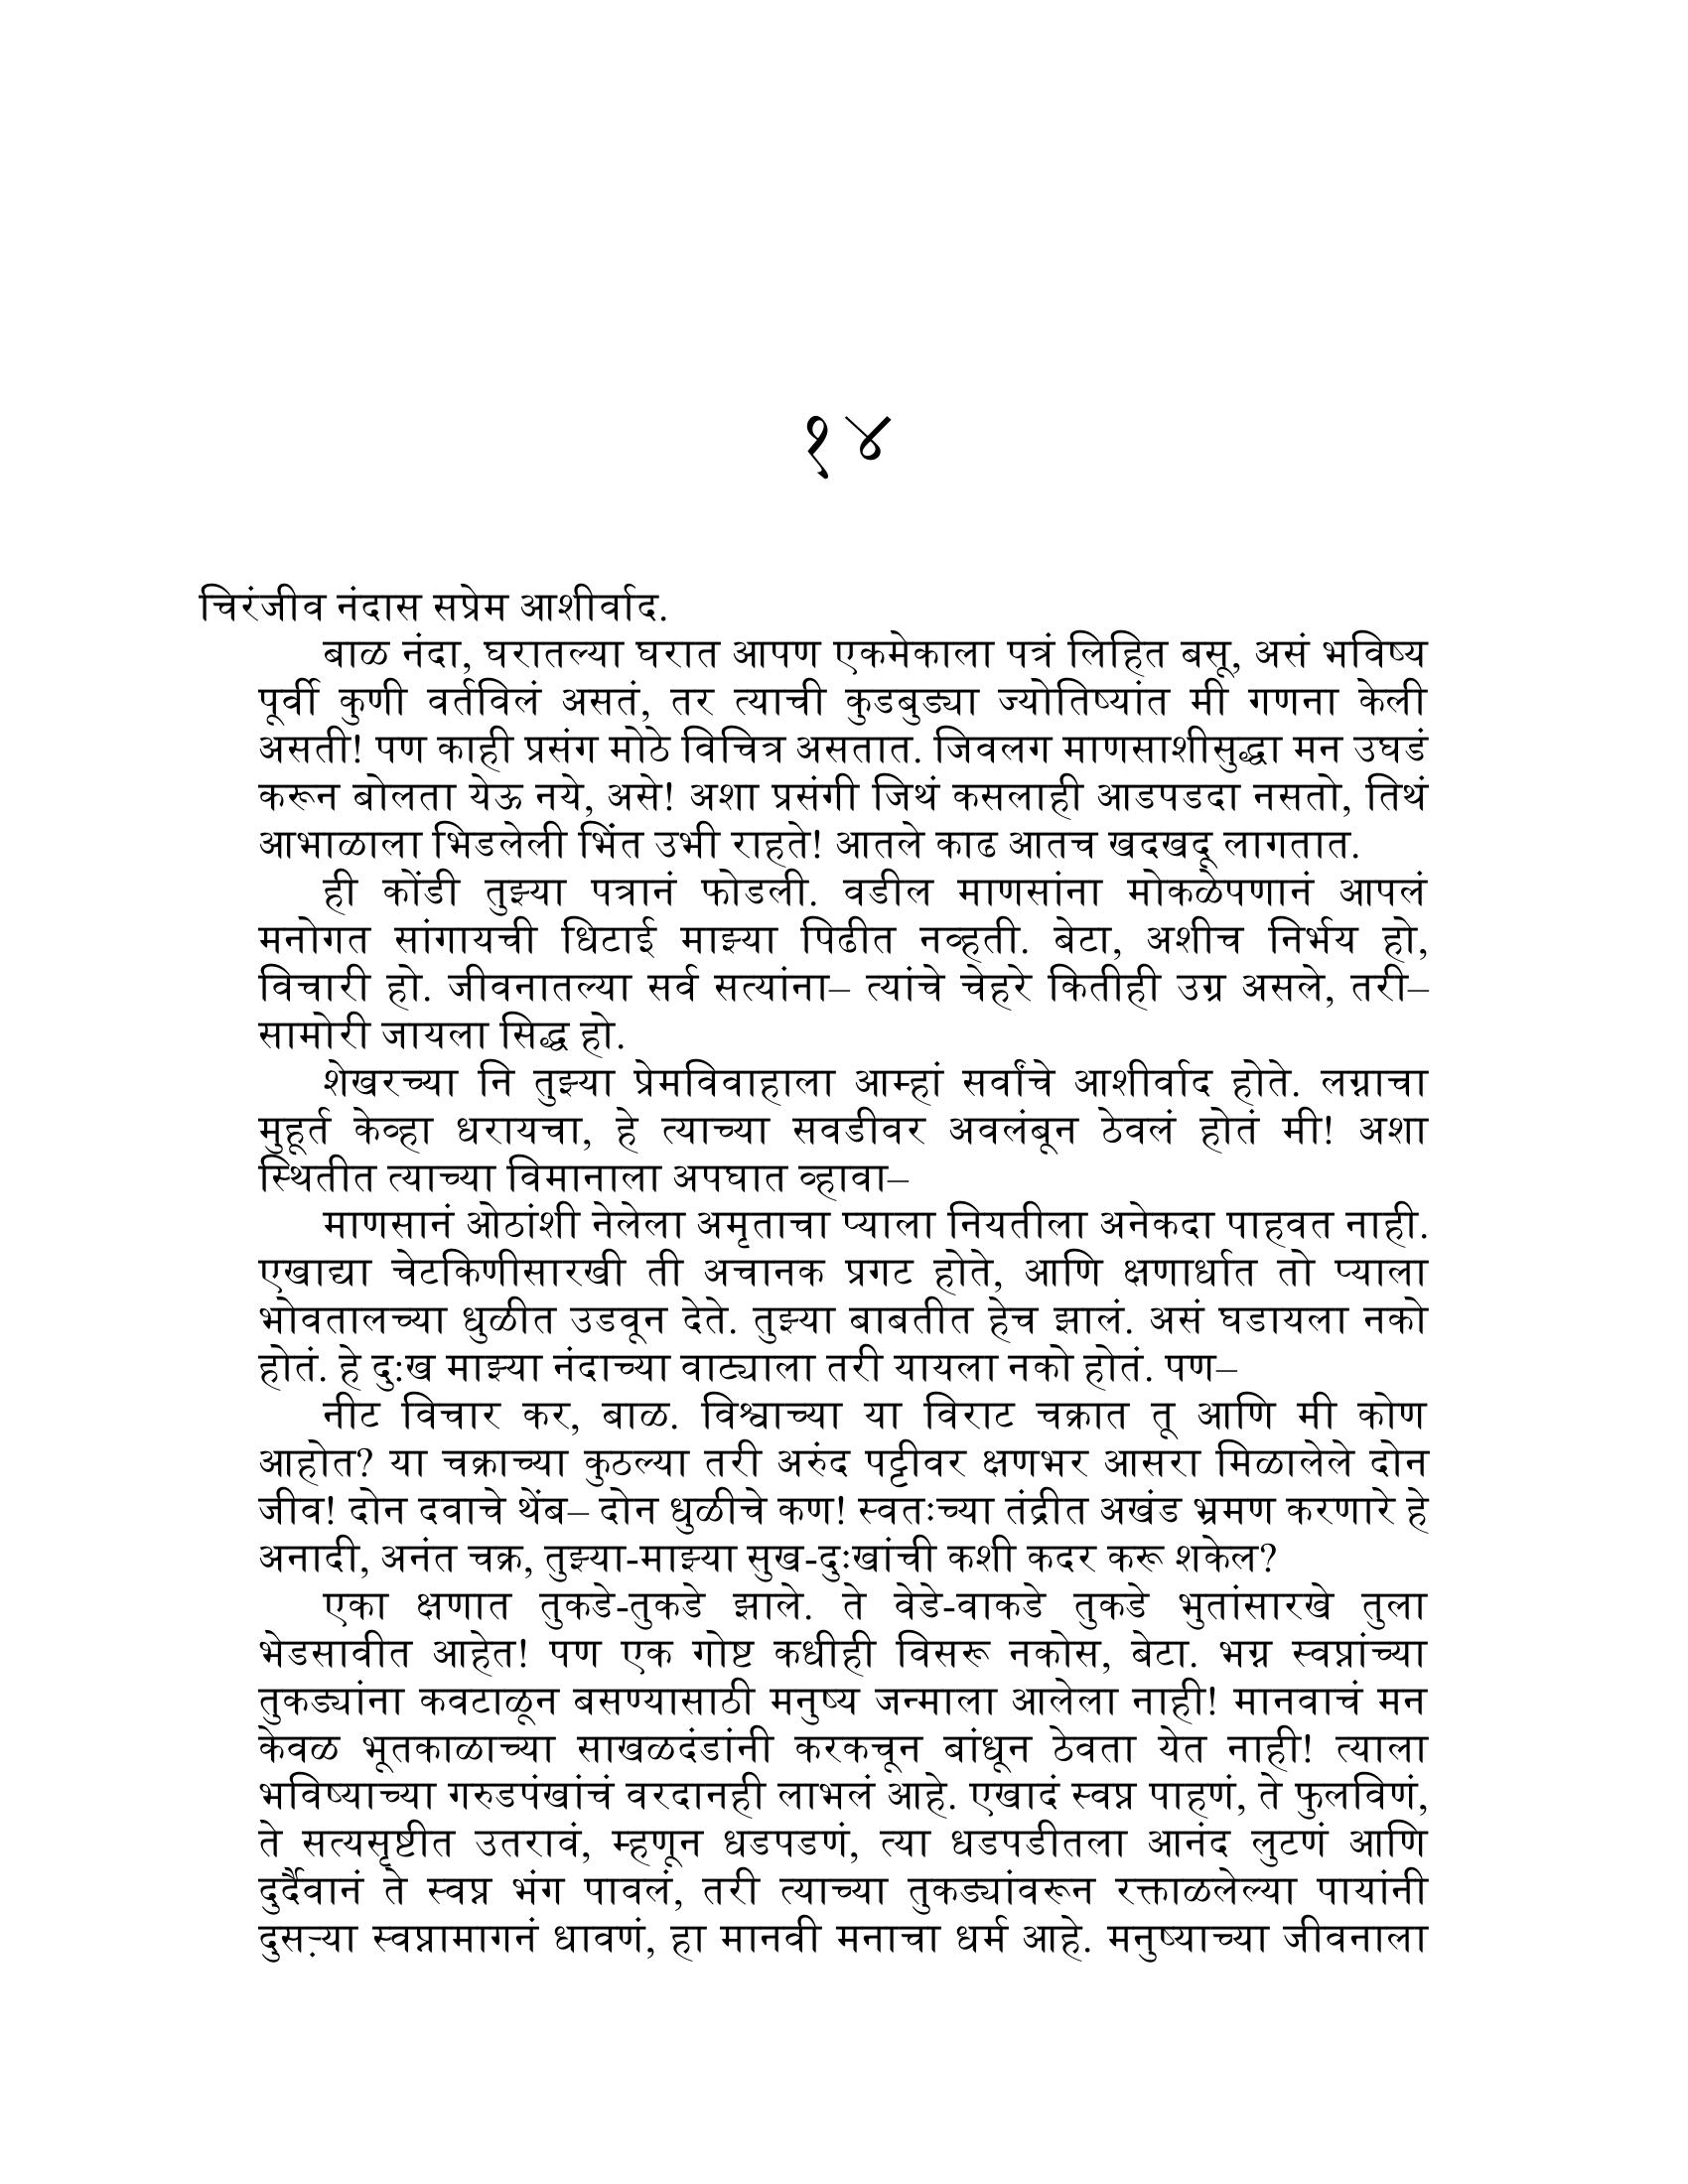 १४
चिरंजीव नंदास सप्रेम आशीर्वाद.
बाळ नंदा, घरातल्या घरात आपण एकमेकाला पत्रं लिहित बसू, असं भविष्य
पूर्वी कुणी वर्तविलं असतं, तर त्याची कुडबुड्या ज्योतिष्यांत मी गणना केली
असती! पण काही प्रसंग मोठे विचित्र असतात. जिवलग माणसाशीसुद्धा मन उघडं
करून बोलता येऊ नये, असे! अशा प्रसंगी जिथं कसलाही आडपडदा नसतो, तिथं
आभाळाला भिडलेली भिंत उभी राहते! आतले काढ आतच खदखदू लागतात.
ही कोंडी तुझ्या पत्रानं फोडली. वडील माणसांना मोकळेपणानं आपलं
मनोगत सांगायची धिटाई माझ्या पिढीत नव्हती. बेटा, अशीच निर्भय हो,
विचारी हो. जीवनातल्या सर्व सत्यांना– त्यांचे चेहरे कितीही उग्र असले, तरी–
सामोरी जायला सिद्ध हो.
शेखरच्या नि तुझ्या प्रेमविवाहाला आम्हां सर्वांचे आशीर्वाद होते. लग्नाचा
मुहूर्त केव्हा धरायचा, हे त्याच्या सवडीवर अवलंबून ठेवलं होतं मी! अशा
स्थितीत त्याच्या विमानाला अपघात व्हावा–
माणसानं ओठांशी नेलेला अमृताचा प्याला नियतीला अनेकदा पाहवत नाही.
एखाद्या चेटकिणीसारखी ती अचानक प्रगट होते, आणि क्षणार्धात तो प्याला
भोवतालच्या धुळीत उडवून देते. तुझ्या बाबतीत हेच झालं. असं घडायला नको
होतं. हे दु:ख माझ्या नंदाच्या वाट्याला तरी यायला नको होतं. पण–
नीट विचार कर, बाळ. विश्वाच्या या विराट चक्रात तू आणि मी कोण
आहोत? या चक्राच्या कुठल्या तरी अरुंद पट्टीवर क्षणभर आसरा मिळालेले दोन
जीव! दोन दवाचे थेंब– दोन धुळीचे कण! स्वतःच्या तंद्रीत अखंड भ्रमण करणारे हे
अनादी, अनंत चक्र, तुझ्या-माझ्या सुख-दुःखांची कशी कदर करू शकेल?
एका क्षणात तुकडे-तुकडे झाले. ते वेडे-वाकडे तुकडे भुतांसारखे तुला
भेडसावीत आहेत! पण एक गोष्ट कधीही विसरू नकोस, बेटा. भग्न स्वप्नांच्या
तुकड्यांना कवटाळून बसण्यासाठी मनुष्य जन्माला आलेला नाही! मानवाचं मन
केवळ भूतकाळाच्या साखळदंडांनी करकचून बांधून ठेवता येत नाही! त्याला
भविष्याच्या गरुडपंखांचं वरदानही लाभलं आहे. एखादं स्वप्न पाहणं, ते फुलविणं,
ते सत्यसृष्टीत उतरावं, म्हणून धडपडणं, त्या धडपडीतला आनंद लुटणं आणि
दुर्दैवानं ते स्वप्न भंग पावलं, तरी त्याच्या तुकड्यांवरून रक्ताळलेल्या पायांनी
दुसऱ्या स्वप्नामागनं धावणं, हा मानवी मनाचा धर्म आहे. मनुष्याच्या जीवनाला